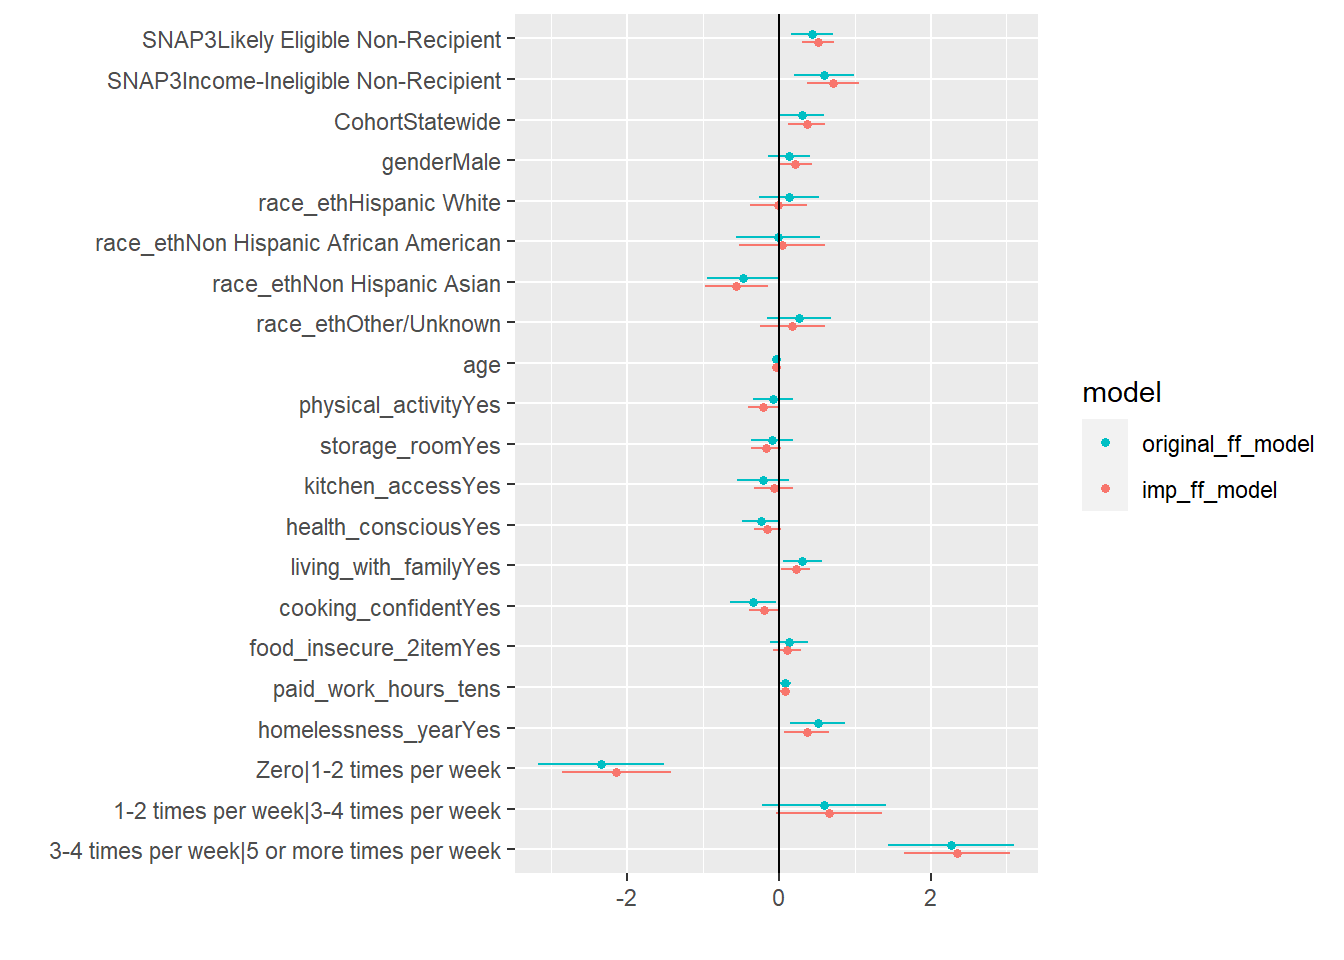 SNAP3Likely Eligible Non-Recipient
SNAP3Income-Ineligible Non-Recipient
CohortStatewide
genderMale
race_ethHispanic White
race_ethNon Hispanic African American
race_ethNon Hispanic Asian
race_ethOther/Unknown
age
physical_activityYes
storage_roomYes
kitchen_accessYes
health_consciousYes
living_with_familyYes
cooking_confidentYes
food_insecure_2itemYes
paid_work_hours_tens
homelessness_yearYes
Zero|1-2 times per week
1-2 times per week|3-4 times per week
3-4 times per week|5 or more times per week
-2 0 2
model
original_ff_model
imp_ff_model